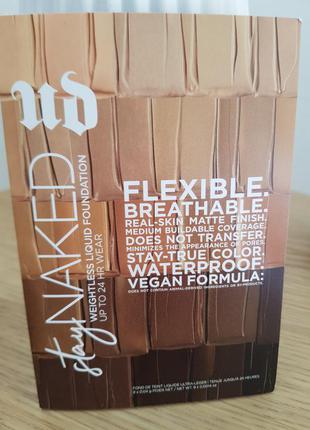 UD
stay NAKED
WEIGHTLESS LIQUID FOUNDATION
UP TO 24 HR WEAR
FLEXIBLE.
BREATHABLE.
REAL-SKIN MATTE FINISH.
MEDIUM BUILDABLE COVERAGE.
DOES NOT TRANSFER.
MINIMIZES THE APPEARANCE OF PORES.
STAY-TRUE COLOR.
WATERPROOF.
VEGAN FORMULA:
DOES NOT CONTAIN ANIMAL-DERIVED INGREDIENTS OR BY-PRODUCTS.
FOND DE TEINT LIQUIDE ULTRA-LÉGER | TENUE JUSQU'À 24 HEURES